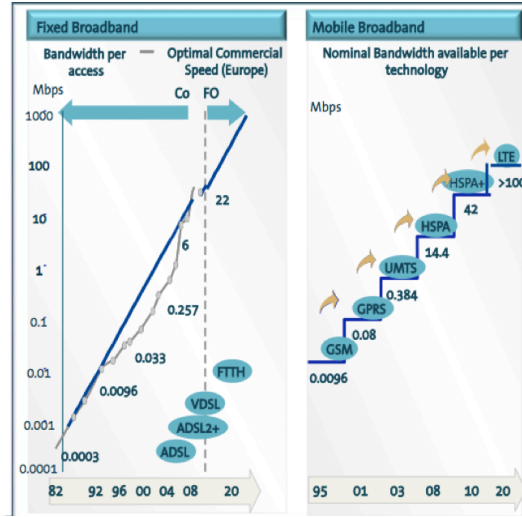 Fixed Broadband
Bandwidth per access
Optimal Commercial Speed (Europe)
Mbps
Co FO
1000
100
10
1
0.1
0.01
0.001
0.0001
22
6
0.257
0.033
0.0096
0.0003
FTTH
VDSL
ADSL2+
ADSL
82 92 96 00 04 08 20
Mobile Broadband
Nominal Bandwidth available per
technology
Mbps
LTE
>100
HSPA+
42
HSPA
14.4
UMTS
0.384
GPRS
0.08
GSM
0.0096
95 01 03 08 10 20